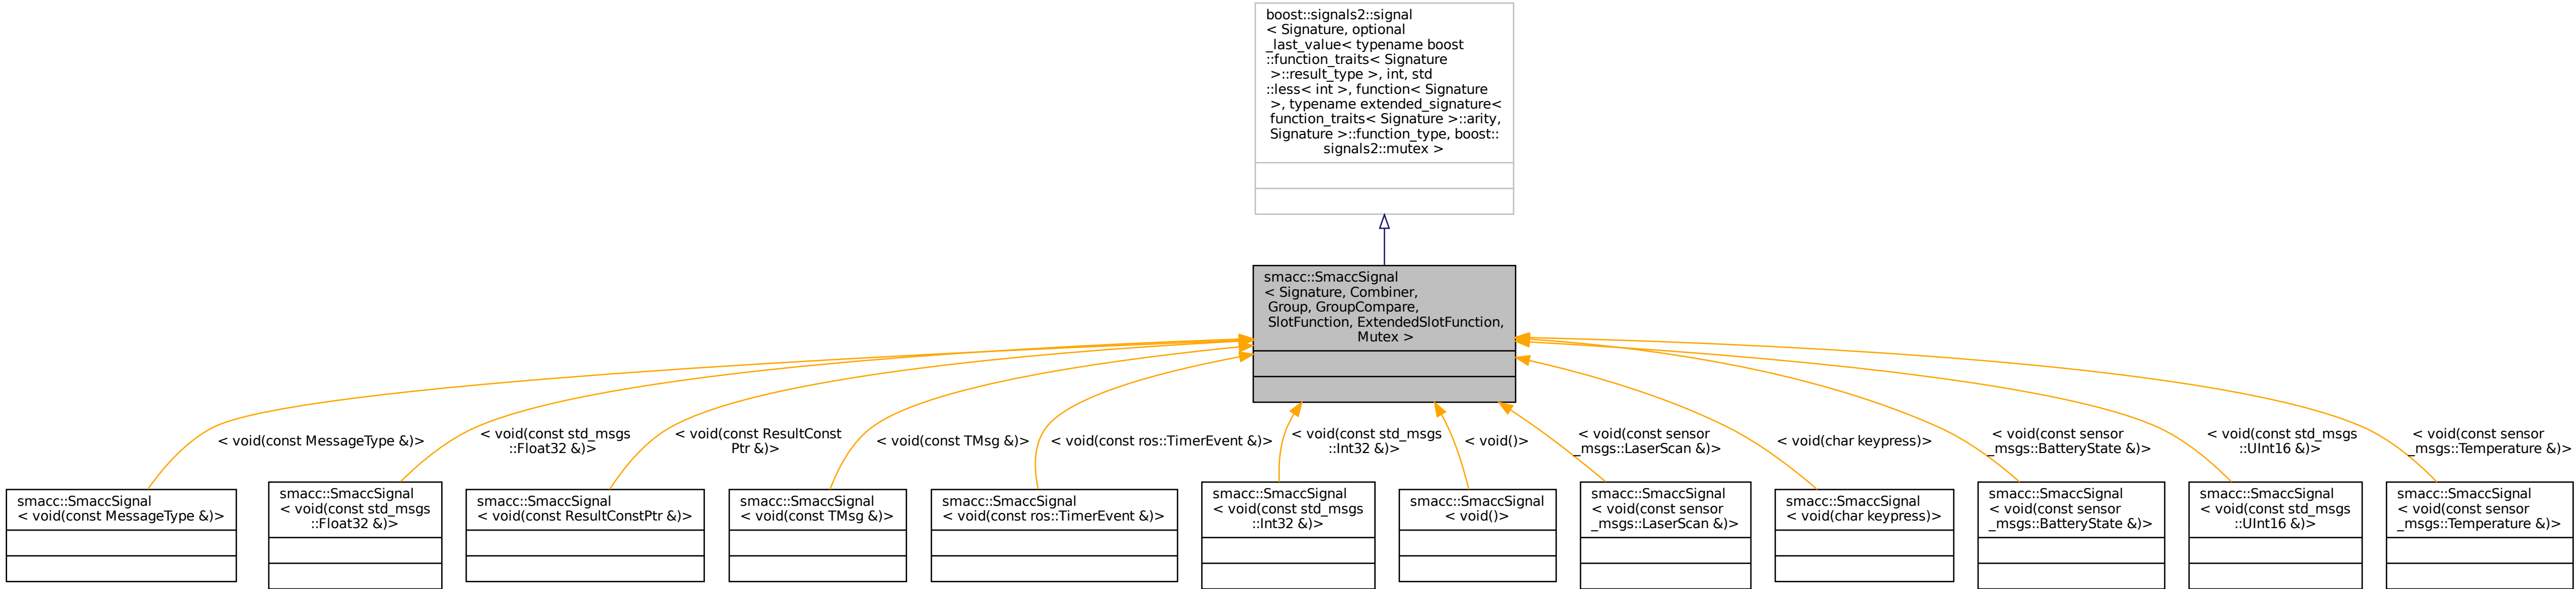 boost::signals2::signal
< Signature, optional
_last_value< typename boost
::function_traits< Signature
>::result_type >, int, std
::less< int >, function< Signature
>, typename extended_signature<
function_traits< Signature >::arity,
Signature >::function_type, boost::
signals2::mutex >
smacc::SmaccSignal
< Signature, Combiner,
Group, GroupCompare,
SlotFunction, ExtendedSlotFunction,
Mutex >
< void(const MessageType &)>
< void(const std_msgs
::Float32 &)>
< void(const ResultConst
Ptr &)>
< void(const TMsg &)>
< void(const ros::TimerEvent &)>
< void(const std_msgs
::Int32 &)>
< void()>
< void(const sensor
_msgs::LaserScan &)>
< void(char keypress)>
< void(const sensor
_msgs::BatteryState &)>
< void(const std_msgs
::UInt16 &)>
< void(const sensor
_msgs::Temperature &)>
smacc::SmaccSignal
< void(const MessageType &)>
smacc::SmaccSignal
< void(const std_msgs
::Float32 &)>
smacc::SmaccSignal
< void(const ResultConstPtr &)>
smacc::SmaccSignal
< void(const TMsg &)>
smacc::SmaccSignal
< void(const ros::TimerEvent &)>
smacc::SmaccSignal
< void(const std_msgs
::Int32 &)>
smacc::SmaccSignal
< void()>
smacc::SmaccSignal
< void(const sensor
_msgs::LaserScan &)>
smacc::SmaccSignal
< void(char keypress)>
smacc::SmaccSignal
< void(const sensor
_msgs::BatteryState &)>
smacc::SmaccSignal
< void(const std_msgs
::UInt16 &)>
smacc::SmaccSignal
< void(const sensor
_msgs::Temperature &)>